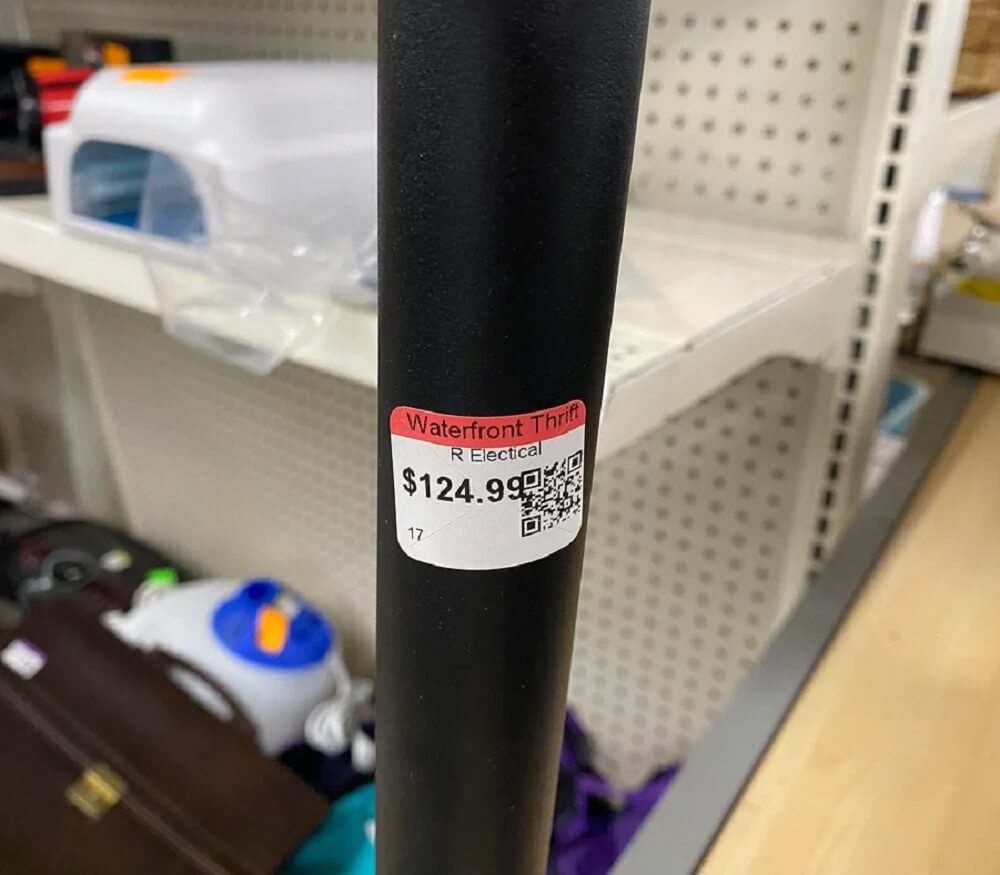 Waterfront Thrift
R Electical
$124.99
17